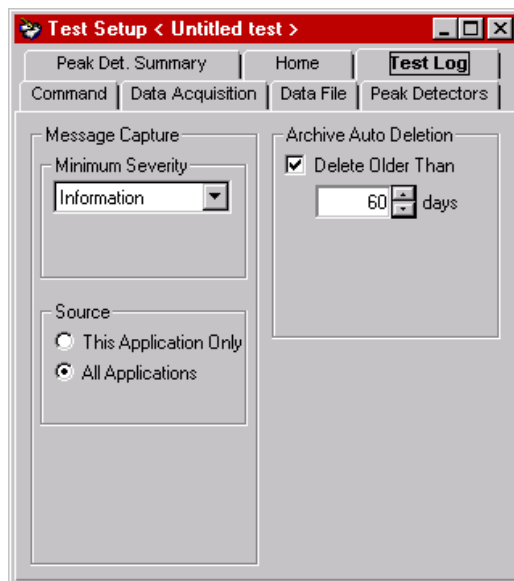 Test Setup < Untitled test >
Peak Det. Summary
Home
Test Log
Command
Data Acquisition
Data File
Peak Detectors
Message Capture
Minimum Severity
Information
Source
This Application Only
All Applications
Archive Auto Deletion
Delete Older Than
60 days